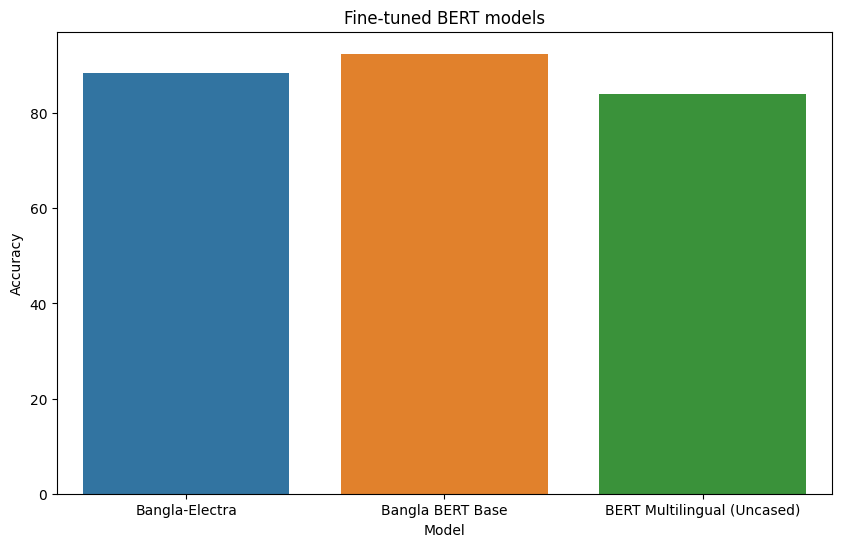 Fine-tuned BERT models
Accuracy
80
60
40
20
0
Bangla-Electra
Bangla BERT Base
BERT Multilingual (Uncased)
Model